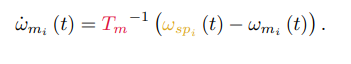 ω̇_{m_i} (t) = T_m^{-1} (ω_{sp_i} (t) − ω_{m_i} (t)) .